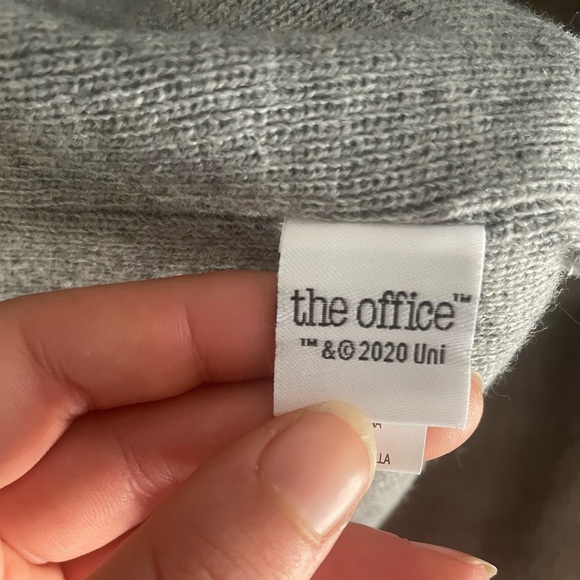 the office™
™ & © 2020 Uni